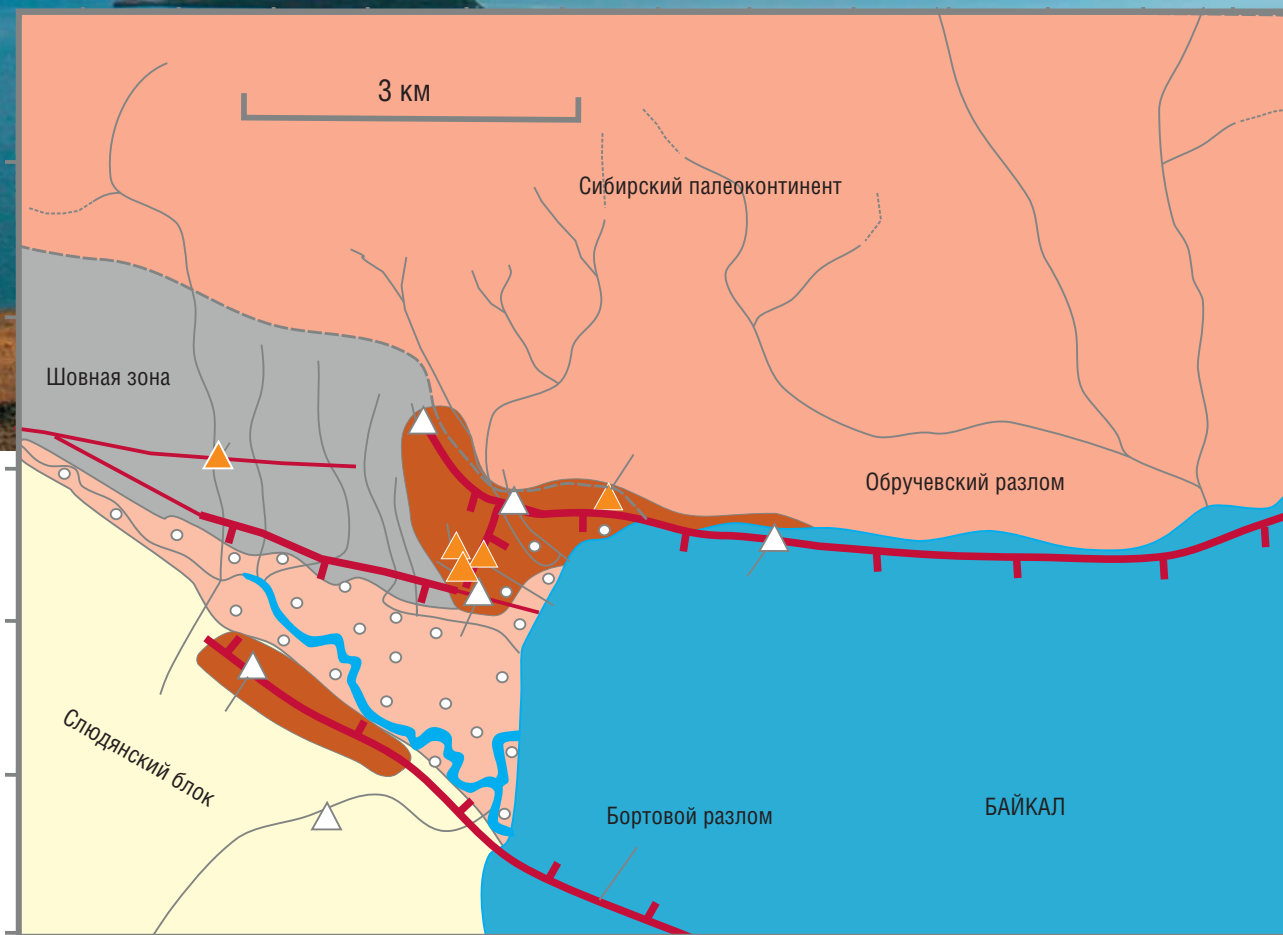 3 км
Сибирский палеоконтинент
Шовная зона
Обручевский разлом
Слюдянский блок
Бортовой разлом
БАЙКАЛ